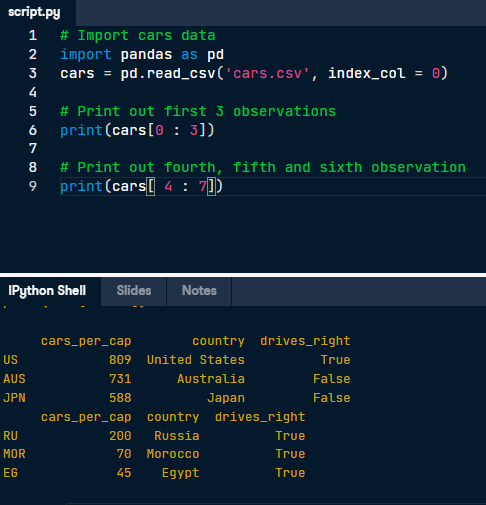 script.py
1 # Import cars data
2 import pandas as pd
3 cars = pd.read_csv('cars.csv', index_col = 0)
4
5 # Print out first 3 observations
6 print(cars[0 : 3])
7
8 # Print out fourth, fifth and sixth observation
9 print(cars[ 4 : 7])
IPython Shell Slides Notes
cars_per_cap country drives_right
US 809 United States True
AUS 731 Australia False
JPN 588 Japan False
cars_per_cap country drives_right
RU 200 Russia True
MOR 70 Morocco True
EG 45 Egypt True